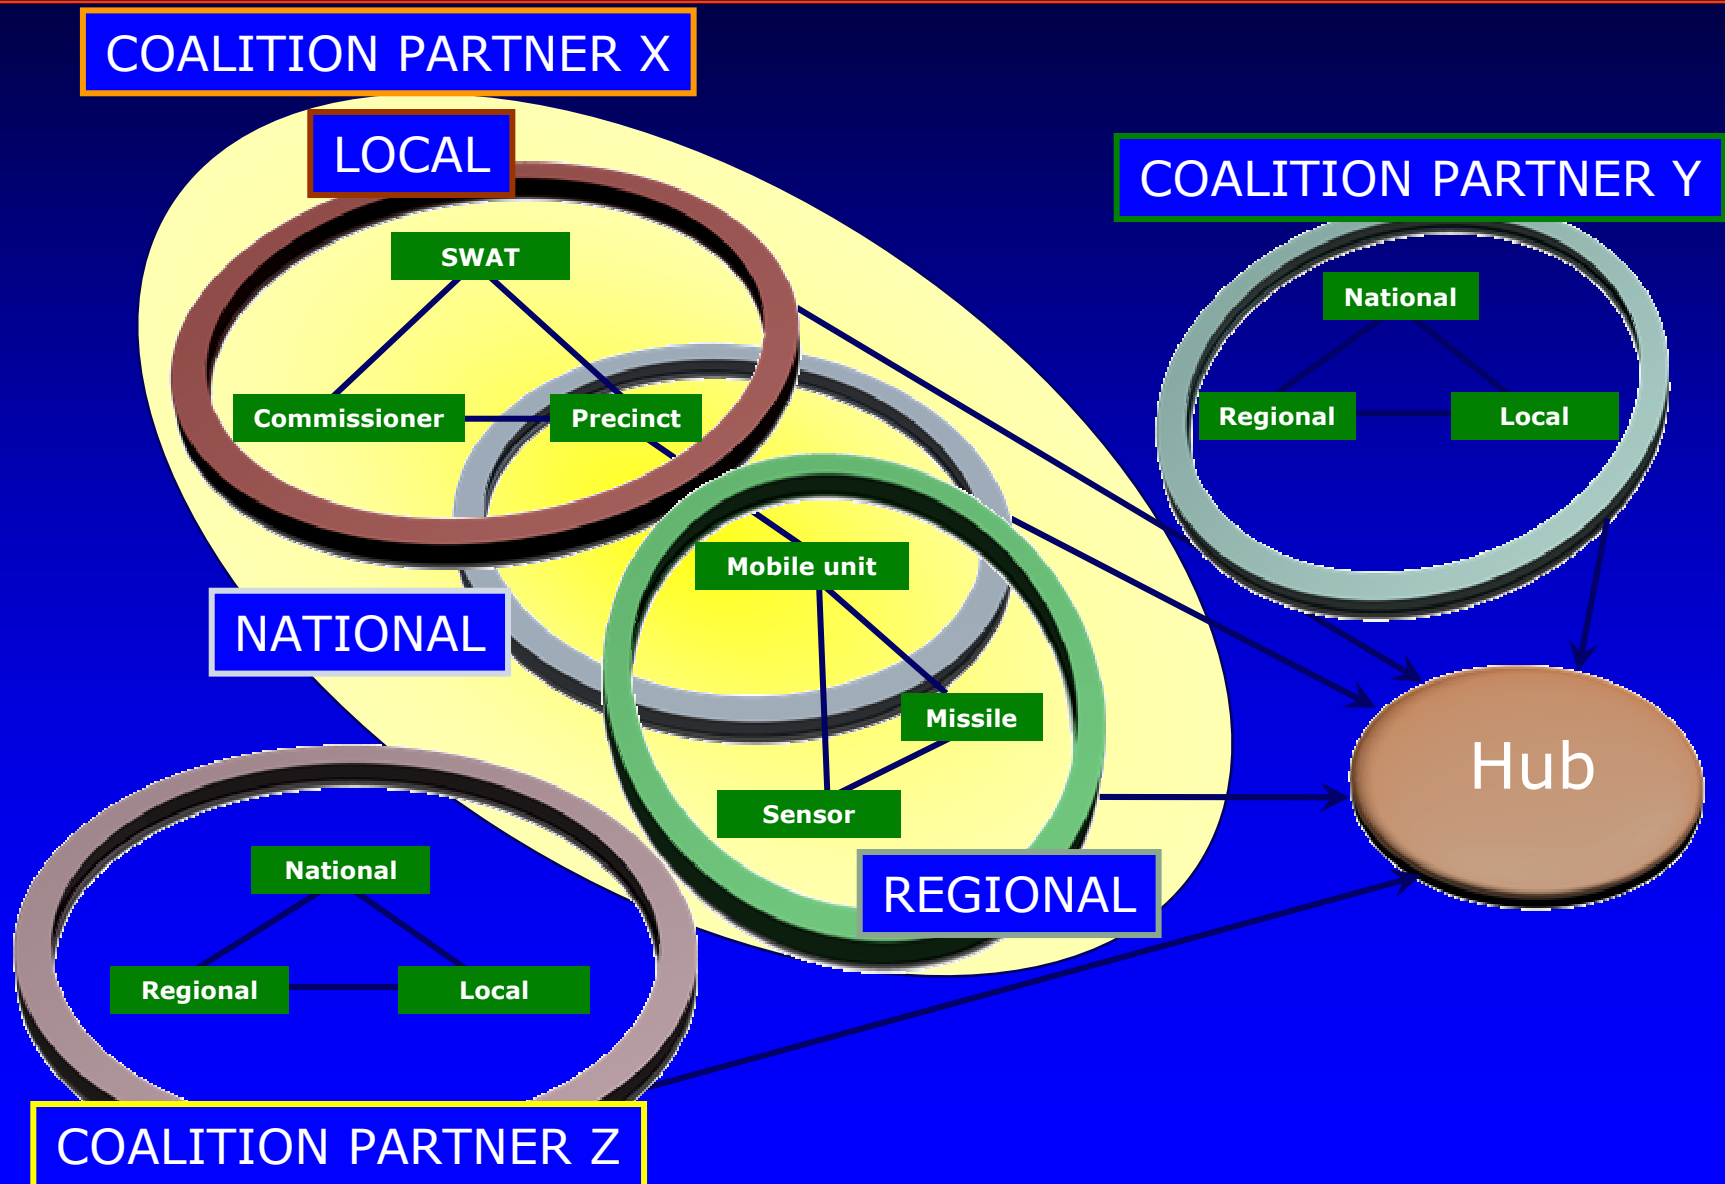 COALITION PARTNER X
LOCAL
SWAT
Commissioner
Precinct
NATIONAL
Mobile unit
Missile
Sensor
REGIONAL
COALITION PARTNER Y
National
Regional
Local
Hub
National
Regional
Local
COALITION PARTNER Z